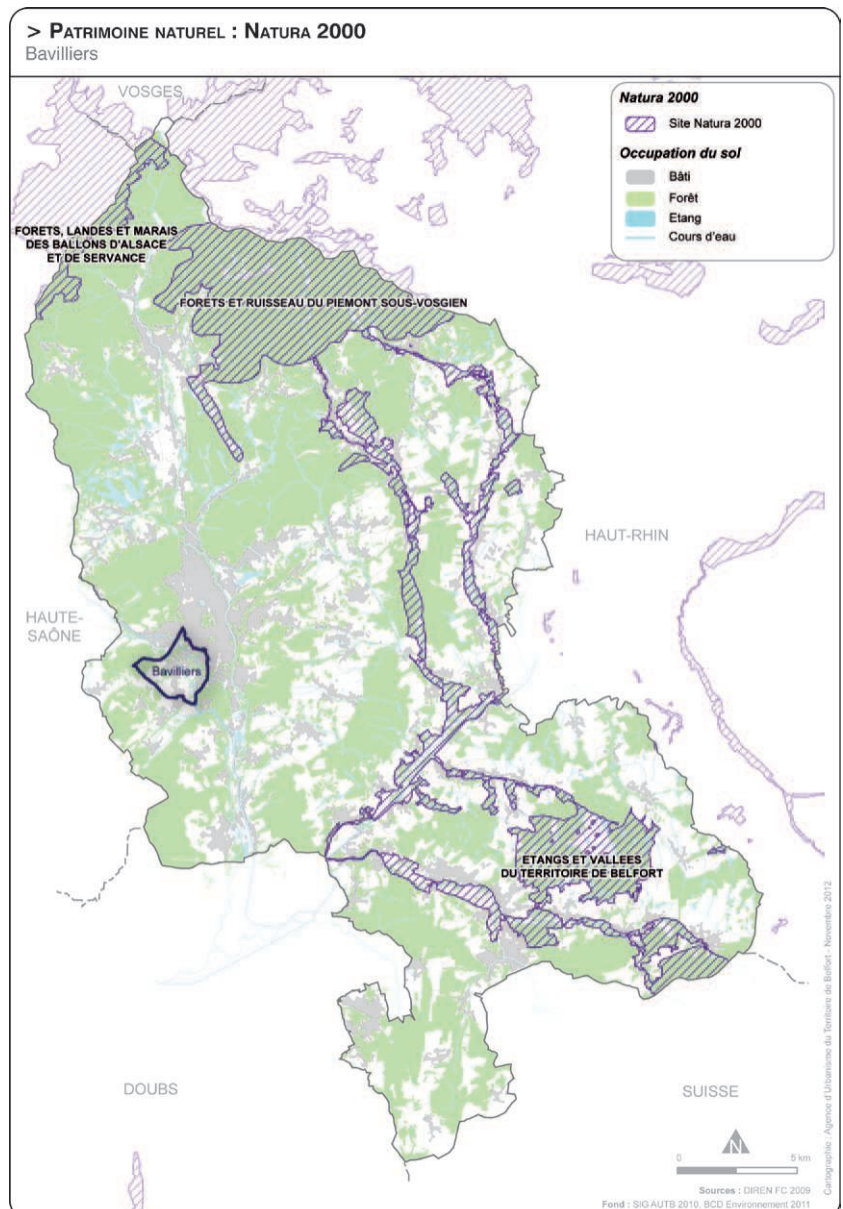 > PATRIMOINE NATUREL : NATURA 2000
Bavilliers
VOSGES
Natura 2000
Site Natura 2000
Occupation du sol
Bâti
Forêt
Etang
Cours d'eau
FORETS, LANDES ET MARAIS
DES BALLONS D'ALSACE
ET DE SERVANCE
FORETS ET RUISSEAU DU PIEMONT SOUS-VOSGIEN
HAUT-RHIN
HAUTE-
SAÔNE
Bavilliers
ETANGS ET VALLEES
DU TERRITOIRE DE BELFORT
DOUBS
SUISSE
N
0 5 km
Sources : DIREN FC 2009
Fond : SIG AUTB 2010, BCD Environnement 2011
Cartographie : Agence d'Urbanisme du Territoire de Belfort - Novembre 2012